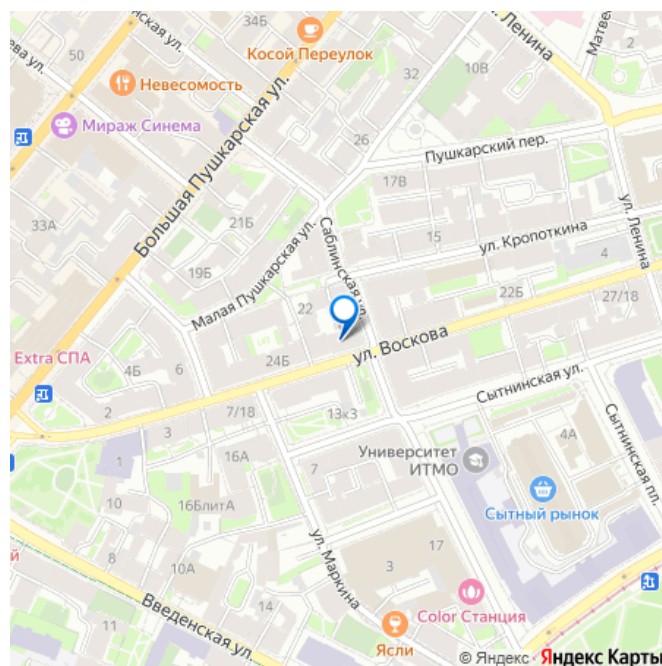 34Б
ул.
50
Косой Переулок
ул. Ленина
Матве
ева ул.
Невесомость
32
10В
Мираж Синема
Большая Пушкарская ул.
26
Пушкарский пер.
17В
33А
21Б
Саблинская ул.
15
ул. Кропоткина
ул. Ленина
4
19Б
Малая Пушкарская ул.
22
22Б
27/18
Extra СПА
4Б
6
24Б
ул. Воскова
Сытнинская ул.
7/18
13к3
Сытнинская пл.
1
16А
7
Университет
ИТМО
4А
10
16БлитА
Сытный рынок
8
10А
ул. Маркина
17
3
й
Введенская ул.
14
Color Станция
11
Ясли
© Яндекс Яндекс Карты